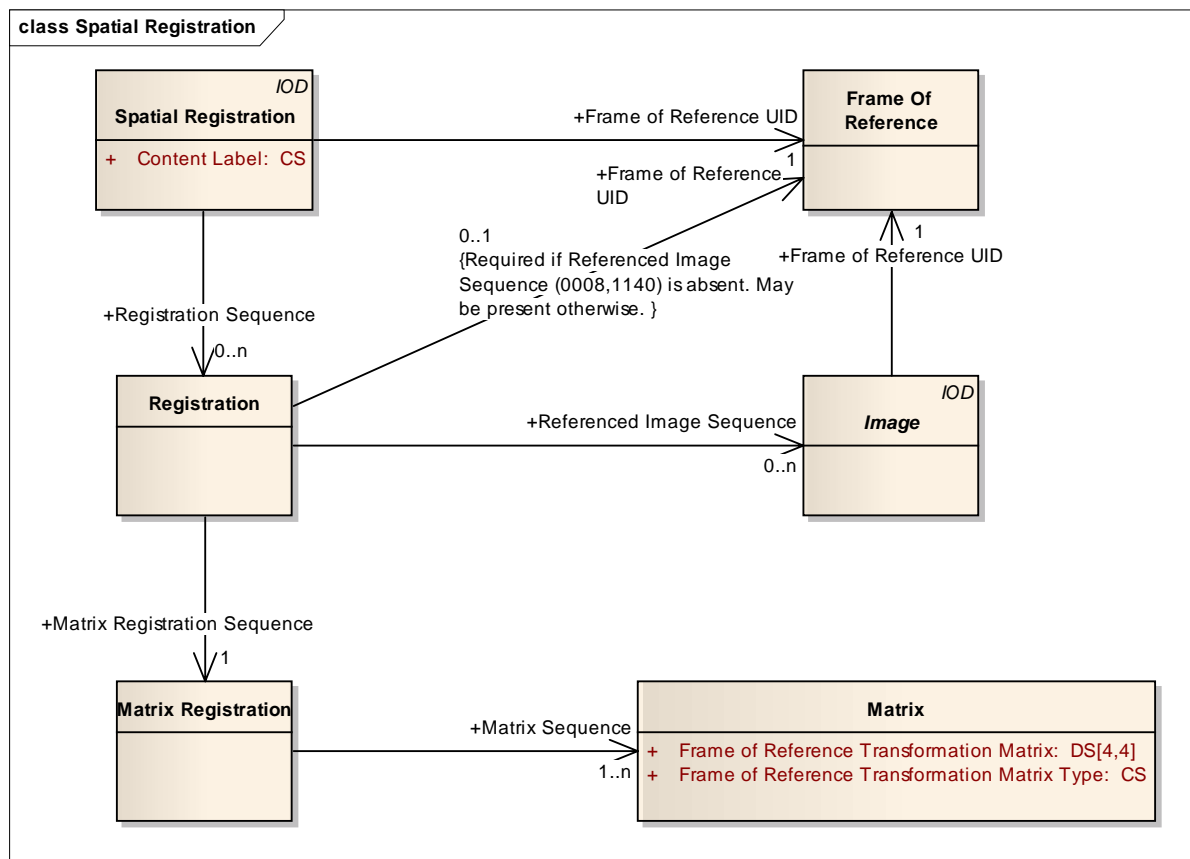 class Spatial Registration
IOD
Spatial Registration
+ Content Label: CS
Frame Of
Reference
+Frame of Reference UID
1
+Frame of Reference
UID
0..1
{Required if Referenced Image
Sequence (0008,1140) is absent. May
be present otherwise. }
1
+Frame of Reference UID
+Registration Sequence
0..n
Registration
+Referenced Image Sequence
0..n
IOD
Image
+Matrix Registration Sequence
1
Matrix Registration
+Matrix Sequence
1..n
Matrix
+ Frame of Reference Transformation Matrix: DS[4,4]
+ Frame of Reference Transformation Matrix Type: CS